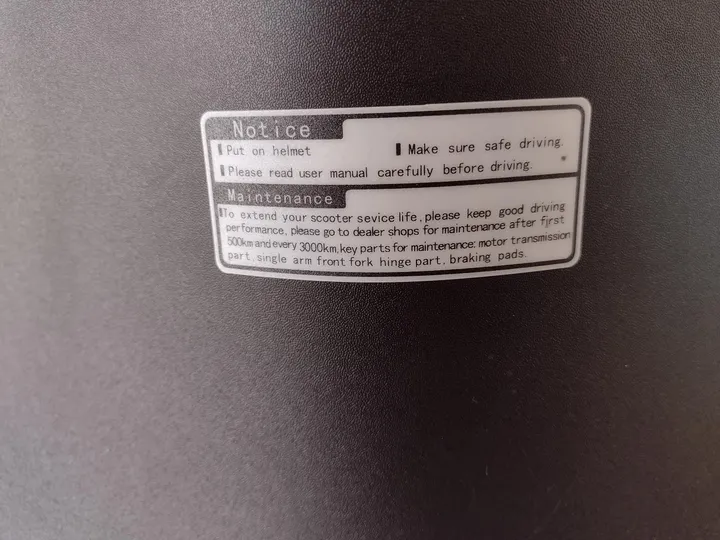 Notice
Put on helmet Make sure safe driving.
Please read user manual carefully before driving.
Maintenance
To extend your scooter sevice life, please keep good driving
performance, please go to dealer shops for maintenance after fjrst
500km and every 3000km, key parts for maintenance: motor transmission
part, single arm front fork hinge part, braking pads.